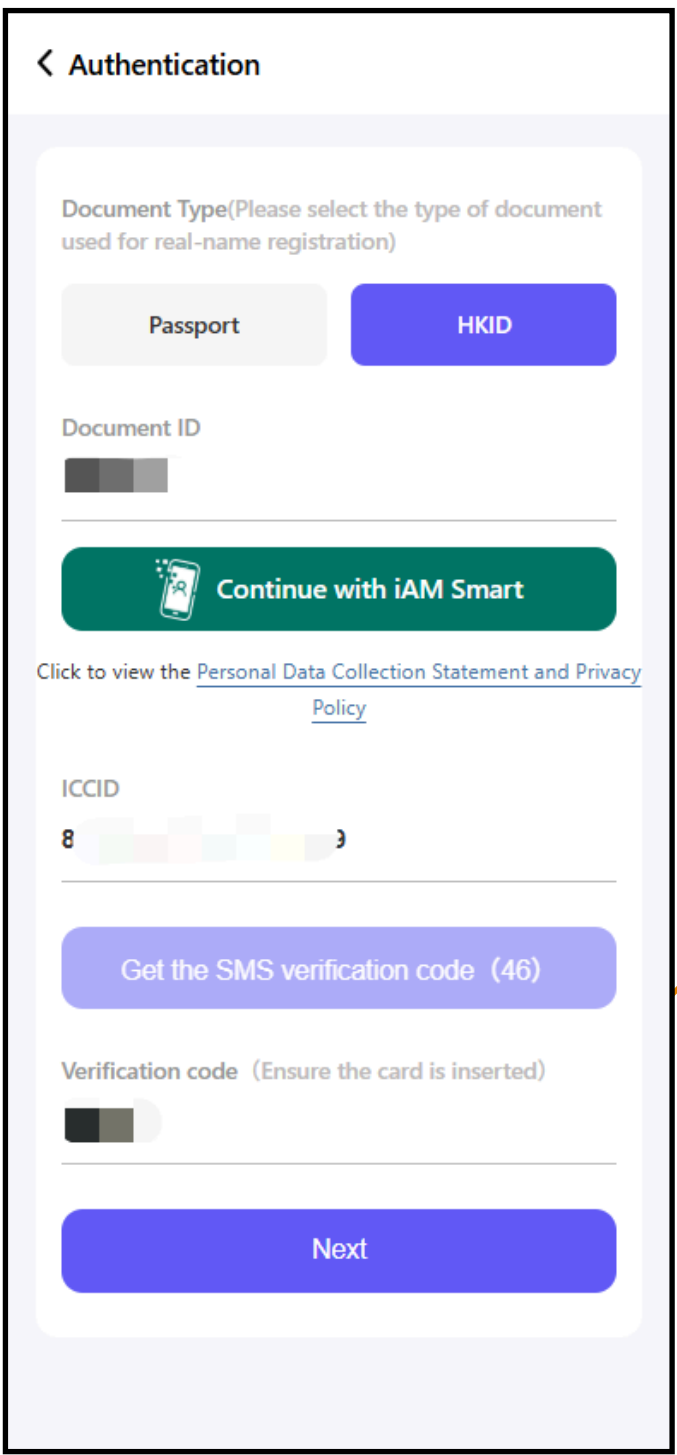 Authentication
Document Type(Please select the type of document
used for real-name registration)
Passport
HKID
Document ID
Continue with iAM Smart
Click to view the Personal Data Collection Statement and Privacy
Policy
ICCID
8 9
Get the SMS verification code（46）
Verification code（Ensure the card is inserted）
Next